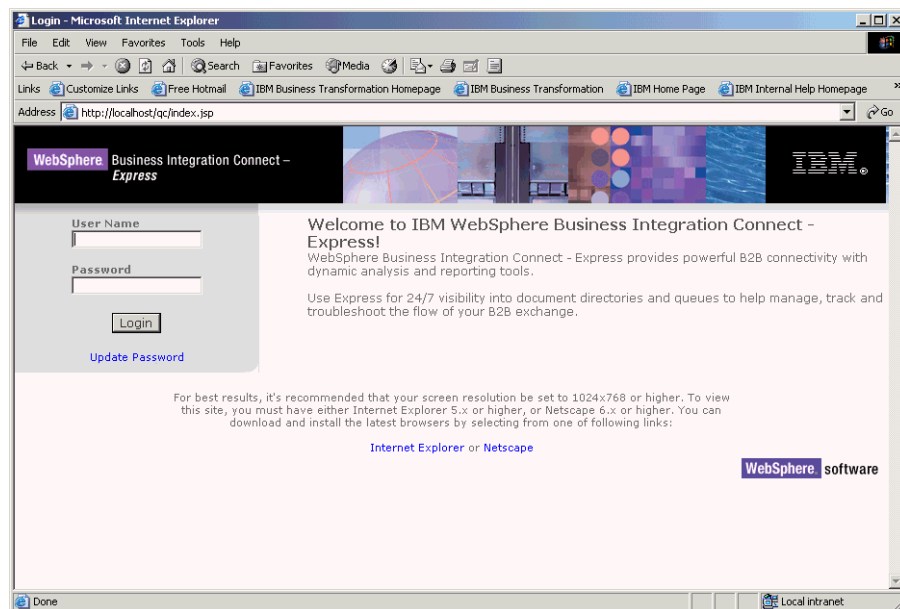 Login - Microsoft Internet Explorer
File Edit View Favorites Tools Help
Back Search Favorites Media
Links Customize Links Free Hotmail IBM Business Transformation Homepage IBM Business Transformation IBM Home Page IBM Internal Help Homepage »
Address http://localhost/qc/index.jsp Go
WebSphere. Business Integration Connect –
Express
IBM®
User Name
Password
Login
Update Password
Welcome to IBM WebSphere Business Integration Connect -
Express!
WebSphere Business Integration Connect - Express provides powerful B2B connectivity with
dynamic analysis and reporting tools.
Use Express for 24/7 visibility into document directories and queues to help manage, track and
troubleshoot the flow of your B2B exchange.
For best results, it's recommended that your screen resolution be set to 1024x768 or higher. To view
this site, you must have either Internet Explorer 5.x or higher, or Netscape 6.x or higher. You can
download and install the latest browsers by selecting from one of following links:
Internet Explorer or Netscape
WebSphere. software
Done Local intranet